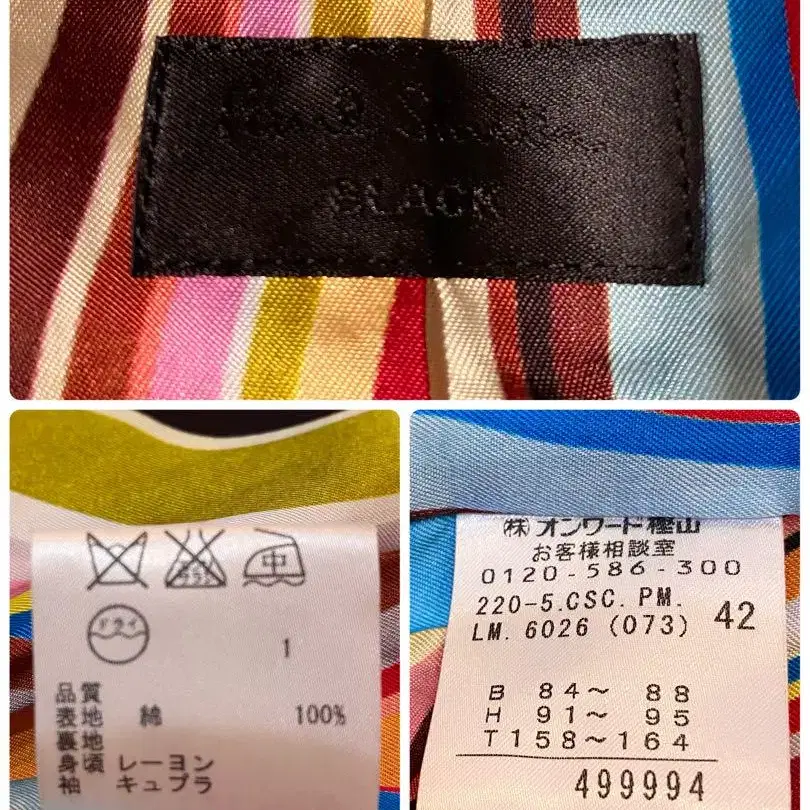 BLACK
ドライ
中
1
品質
表地 綿 100%
裏地
身頃 レーヨン
袖 キュプラ
(株)オンワード樫山
お客様相談室
0120-586-300
220-5.CSC.PM.
LM.6026(073) 42
B 84～88
H 91～95
T158～164
499994